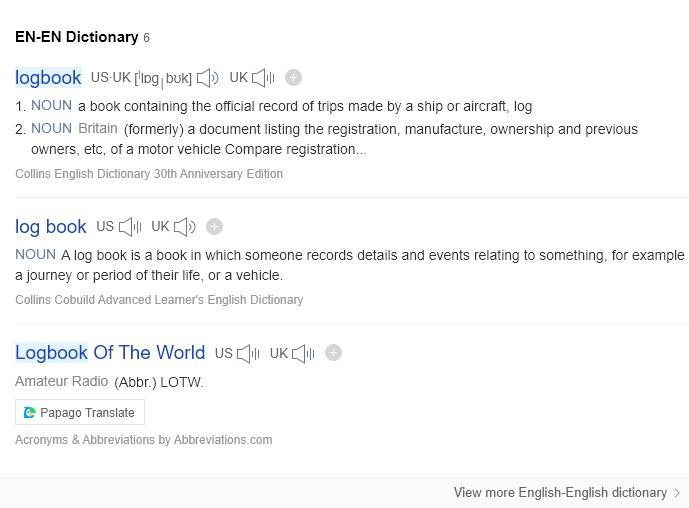 EN-EN Dictionary 6
logbook US·UK [ˈlɒɡˌbʊk] UK
1. NOUN a book containing the official record of trips made by a ship or aircraft, log
2. NOUN Britain (formerly) a document listing the registration, manufacture, ownership and previous
owners, etc, of a motor vehicle Compare registration...
Collins English Dictionary 30th Anniversary Edition
log book US UK
NOUN A log book is a book in which someone records details and events relating to something, for example
a journey or period of their life, or a vehicle.
Collins Cobuild Advanced Learner's English Dictionary
Logbook Of The World US UK
Amateur Radio (Abbr.) LOTW.
Papago Translate
Acronyms & Abbreviations by Abbreviations.com
View more English-English dictionary